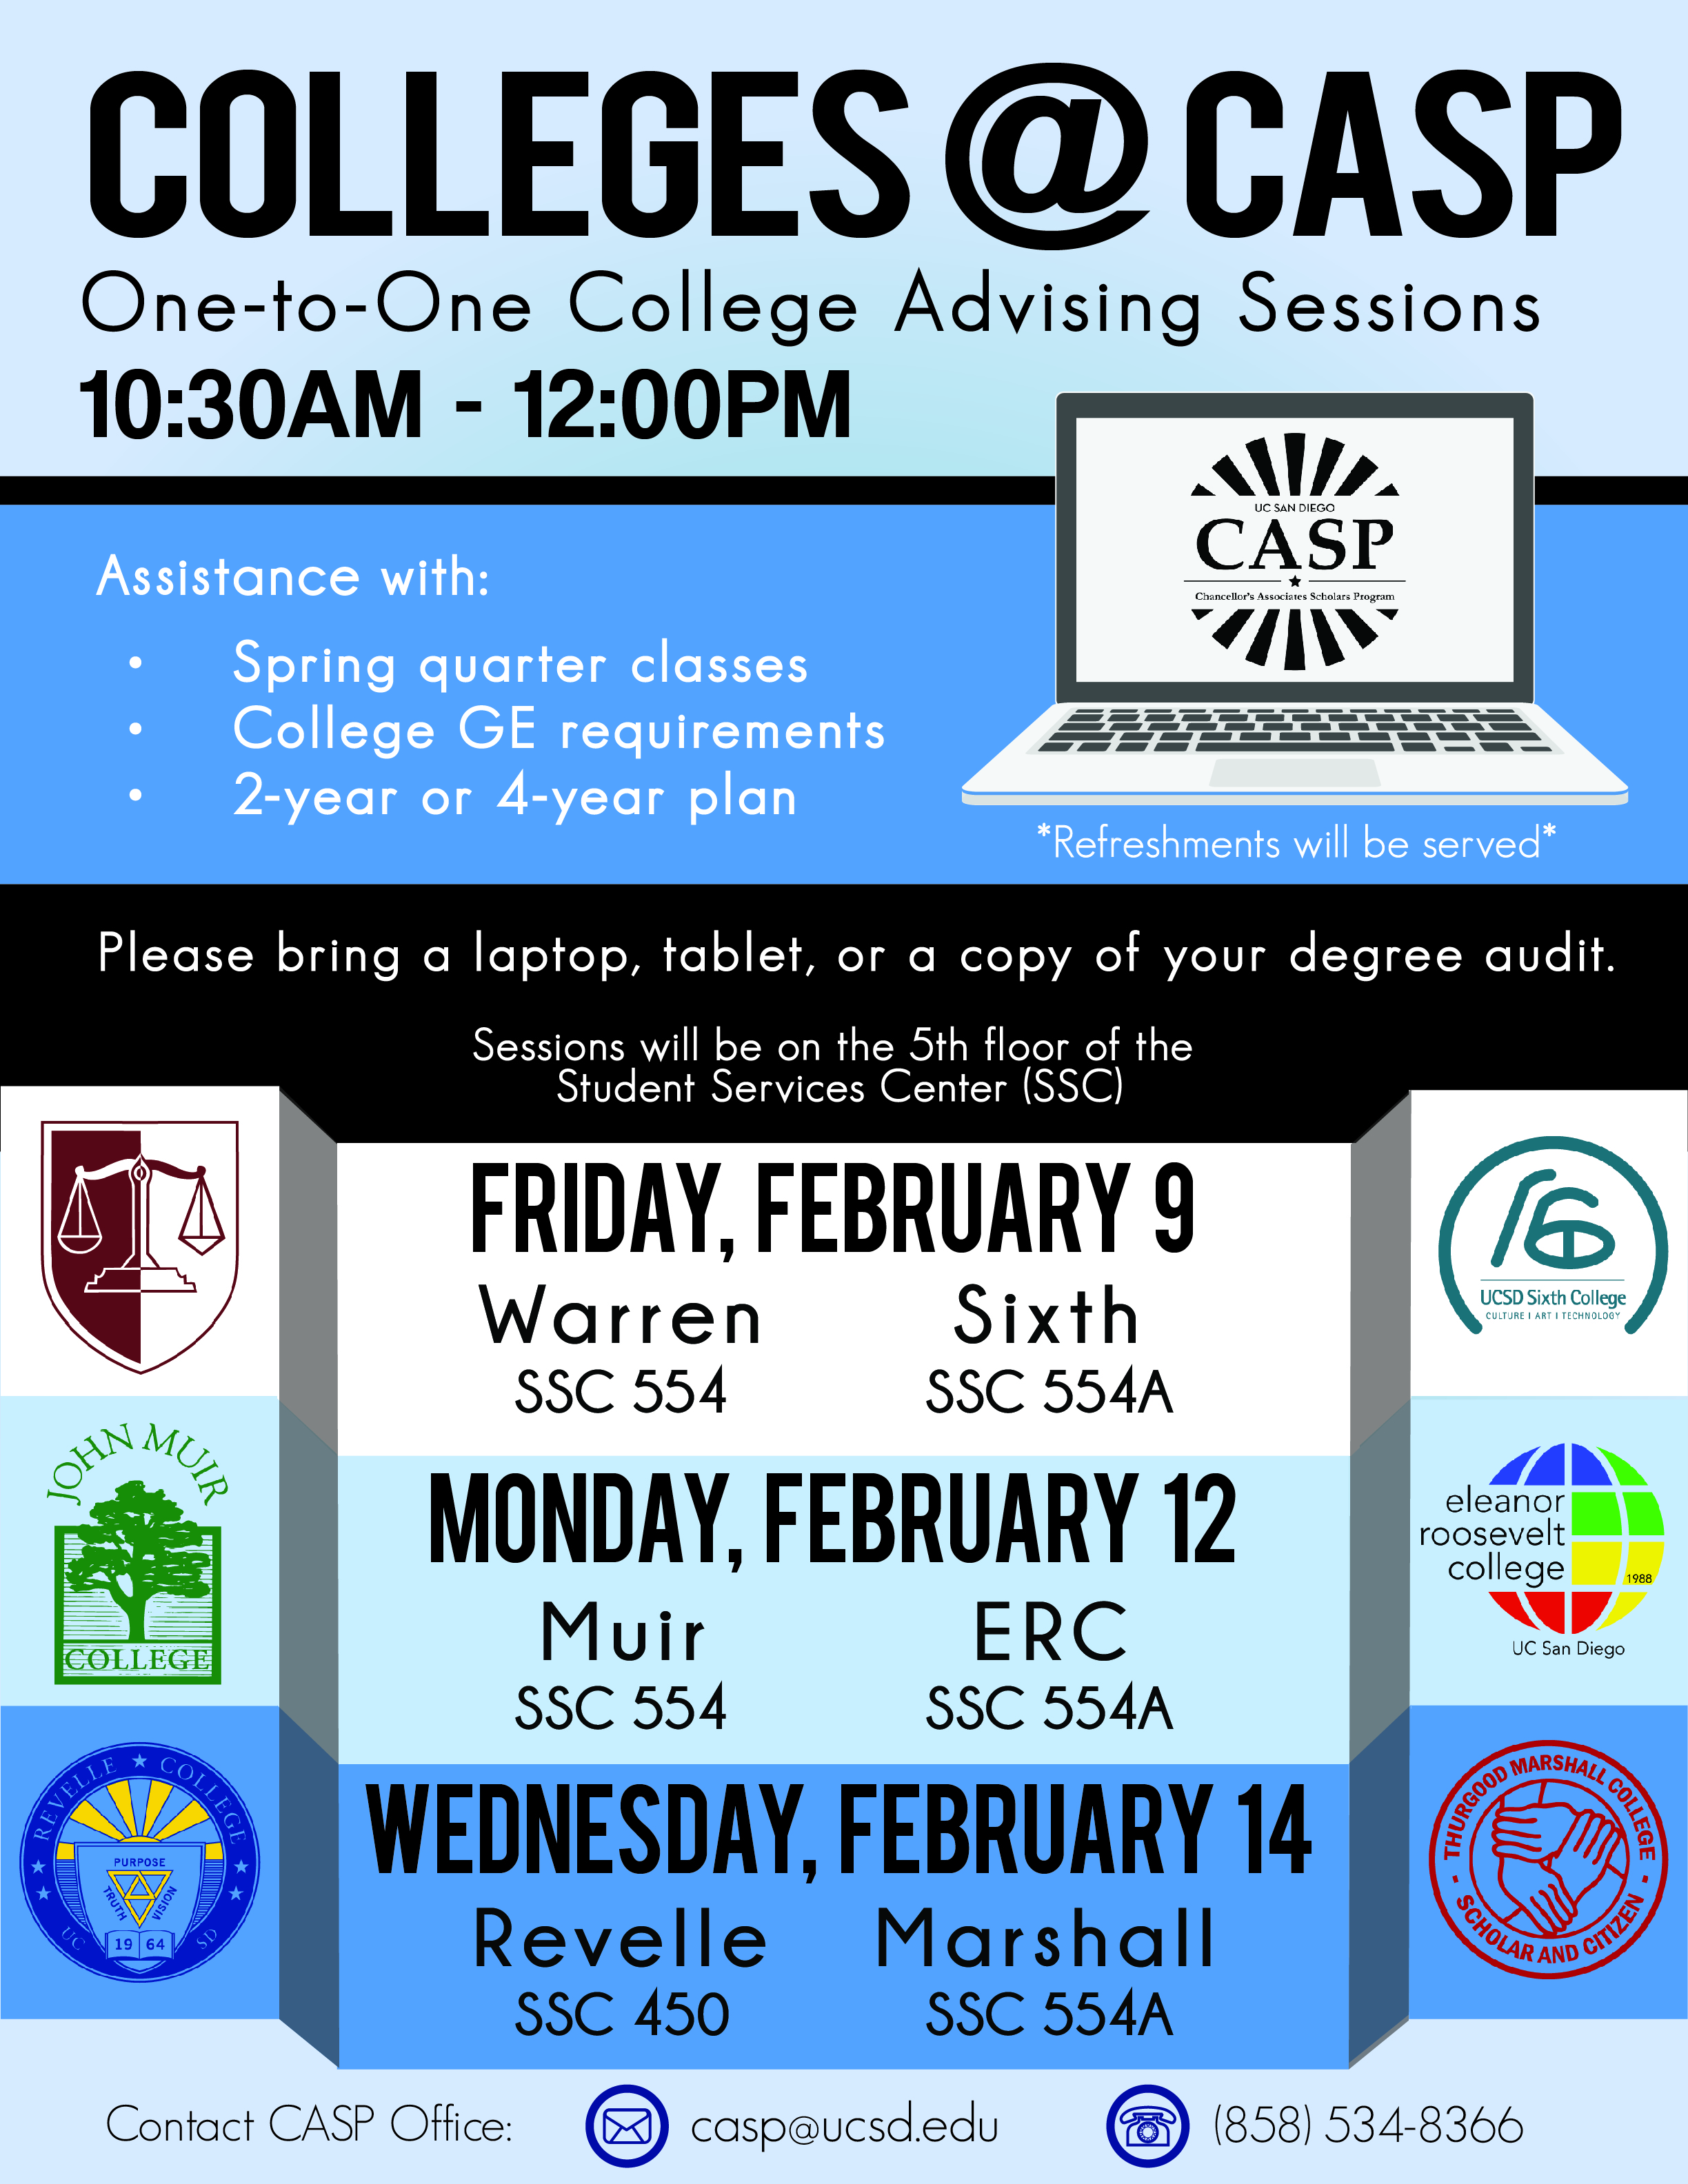 COLLEGES@CASP
One-to-One College Advising Sessions
10:30AM - 12:00PM
UC SAN DIEGO
CASP
Chancellor's Associates Scholars Program
Assistance with:
• Spring quarter classes
• College GE requirements
• 2-year or 4-year plan
*Refreshments will be served*
Please bring a laptop, tablet, or a copy of your degree audit.
Sessions will be on the 5th floor of the
Student Services Center (SSC)
FRIDAY, FEBRUARY 9
Warren Sixth
SSC 554 SSC 554A
UCSD Sixth College
CULTURE | ART | TECHNOLOGY
JOHN MUIR
COLLEGE
MONDAY, FEBRUARY 12
Muir ERC
SSC 554 SSC 554A
eleanor
roosevelt
college
1988
UC San Diego
REVELLE ★ COLLEGE
PURPOSE
TRUTH
VISION
19 64
UC SD
WEDNESDAY, FEBRUARY 14
Revelle Marshall
SSC 450 SSC 554A
THURGOOD MARSHALL COLLEGE
- SCHOLAR AND CITIZEN -
Contact CASP Office: casp@ucsd.edu (858) 534-8366